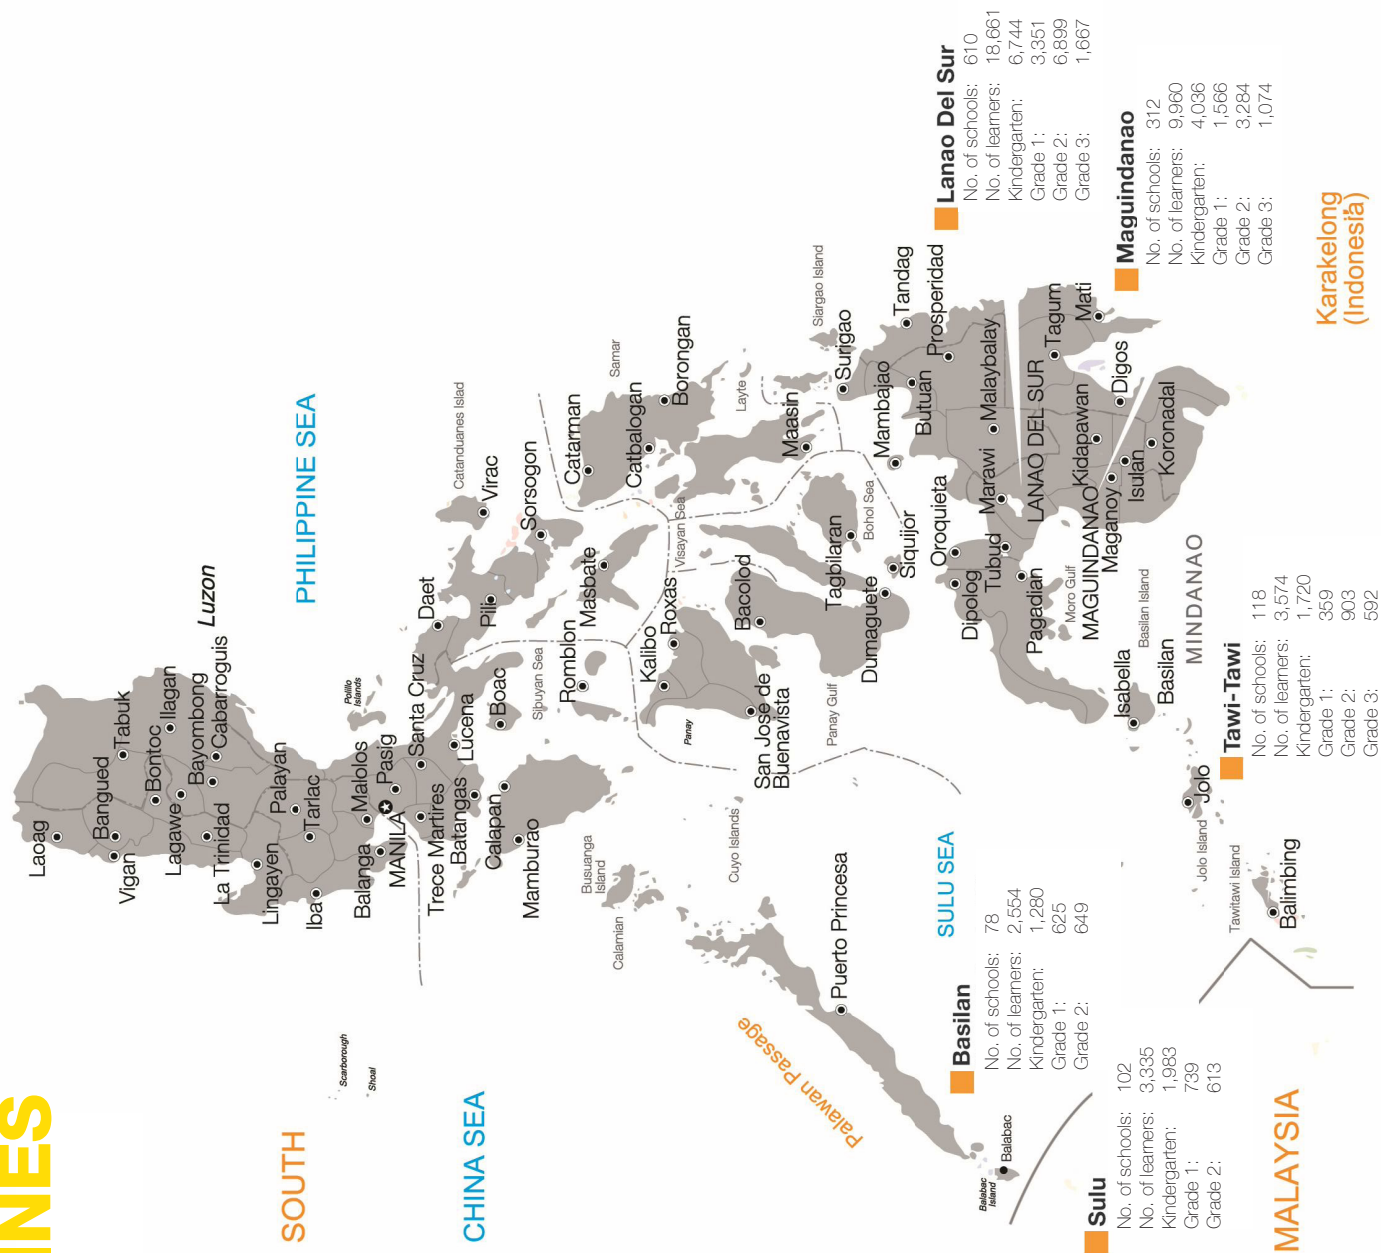 NES
SOUTH
CHINA SEA
PHILIPPINE SEA
SULU SEA
MALAYSIA
Palawan Passage
Karakelong
(Indonesia)
Scarborough
Shoal
Luzon
Laoag
Vigan
Bangued
Tabuk
Bontoc
Lagawe
Ilagan
La Trinidad
Bayombong
Cabarroguis
Lingayen
Palayan
Tarlac
Iba
Malolos
Balanga
MANILA
Pasig
Polillo
Islands
Trece Martires
Santa Cruz
Batangas
Lucena
Calapan
Boac
Mamburao
Daet
Pili
Virac
Catanduanes Islad
Sorsogon
Sibuyan Sea
Romblon
Masbate
Catarman
Samar
Catbalogan
Borongan
Busuanga
Island
Calamian
Kalibo
Roxas
Visayan Sea
Panay
Layte
Cuyo Islands
San Jose de
Buenavista
Bacolod
Maasin
Panay Gulf
Tagbilaran
Siargao Island
Surigao
Puerto Princesa
Bohol Sea
Dumaguete
Siquijor
Mambajao
Tandag
Butuan
Prosperidad
Oroquieta
Dipolog
Marawi
Malaybalay
Tubud
Pagadian
LANAO DEL SUR
Tagum
Moro Gulf
MAGUINDANAO
Kidapawan
Mati
Maganoy
Digos
Isulan
Koronadal
Basilan Island
Isabella
Basilan
MINDANAO
Balabac
Island
Balabac
Jolo
Jolo Island
Tawitawi Island
Balimbing
Lanao Del Sur
No. of schools: 610
No. of learners: 18,661
Kindergarten: 6,744
Grade 1: 3,351
Grade 2: 6,899
Grade 3: 1,667
Maguindanao
No. of schools: 312
No. of learners: 9,960
Kindergarten: 4,036
Grade 1: 1,566
Grade 2: 3,284
Grade 3: 1,074
Basilan
No. of schools: 78
No. of learners: 2,554
Kindergarten: 1,280
Grade 1: 625
Grade 2: 649
Sulu
No. of schools: 102
No. of learners: 3,335
Kindergarten: 1,983
Grade 1: 739
Grade 2: 613
Tawi-Tawi
No. of schools: 118
No. of learners: 3,574
Kindergarten: 1,720
Grade 1: 359
Grade 2: 903
Grade 3: 592